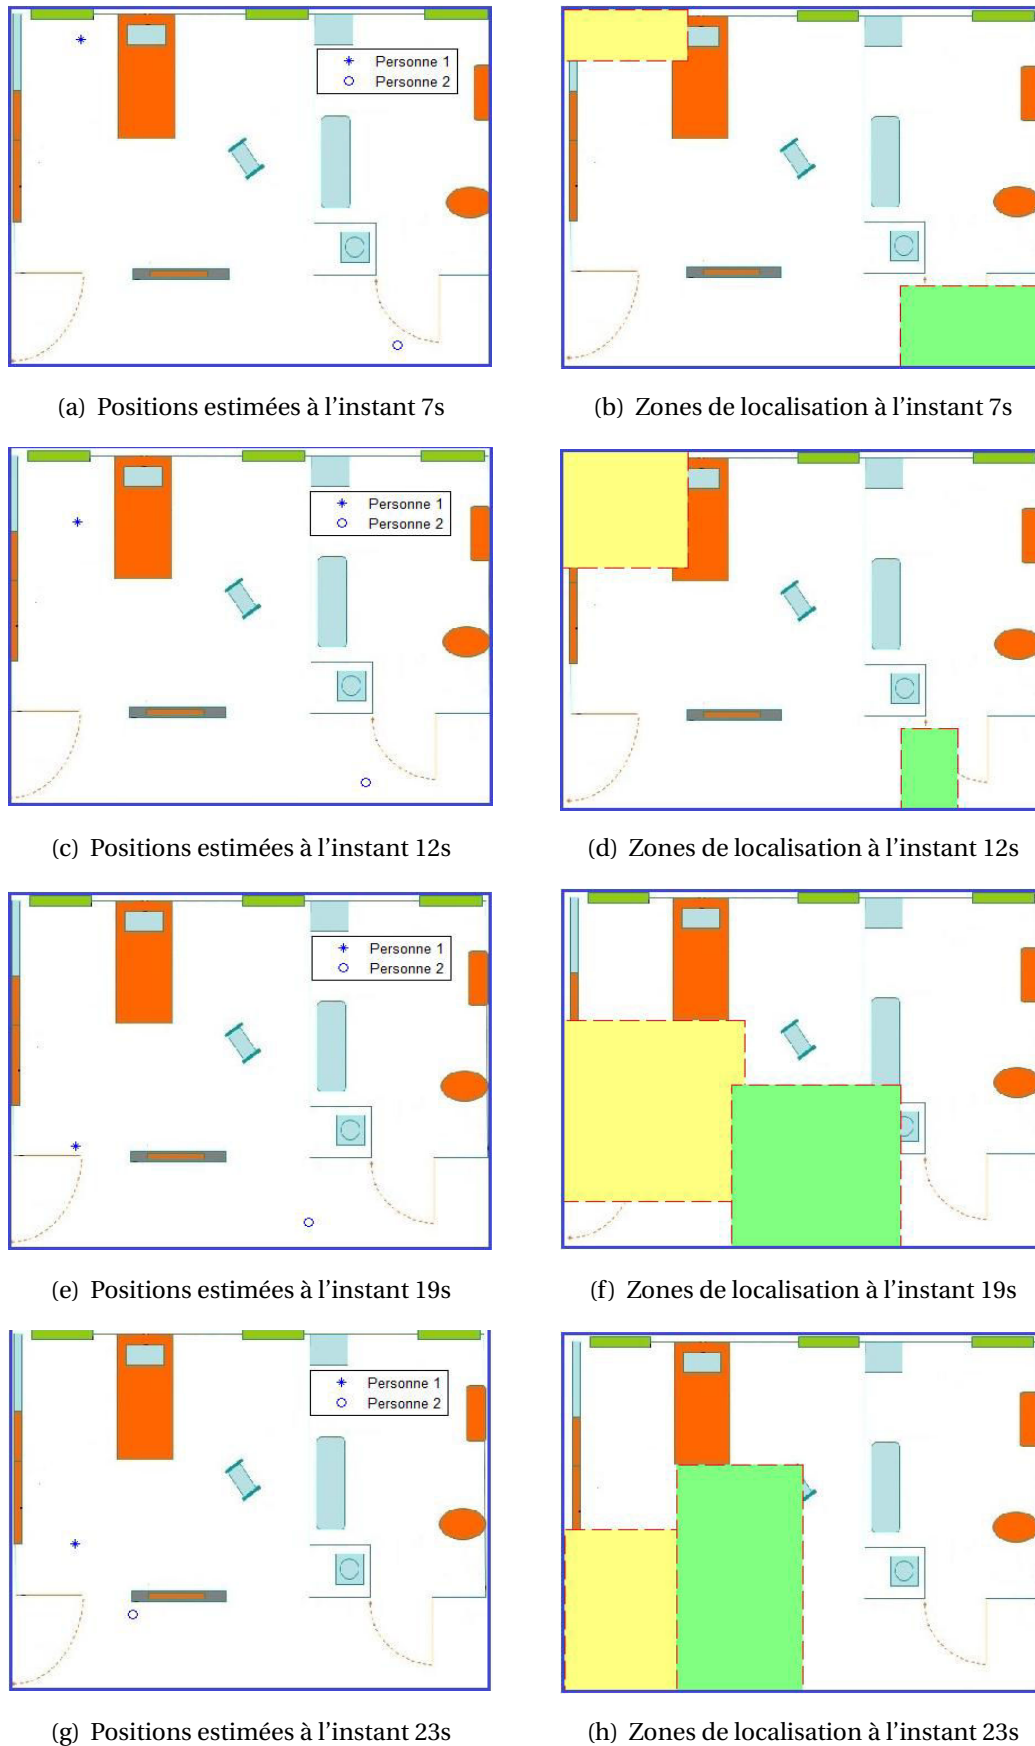 Personne 1
Personne 2
(a) Positions estimées à l'instant 7s
(b) Zones de localisation à l'instant 7s
Personne 1
Personne 2
(c) Positions estimées à l'instant 12s
(d) Zones de localisation à l'instant 12s
Personne 1
Personne 2
(e) Positions estimées à l'instant 19s
(f) Zones de localisation à l'instant 19s
Personne 1
Personne 2
(g) Positions estimées à l'instant 23s
(h) Zones de localisation à l'instant 23s